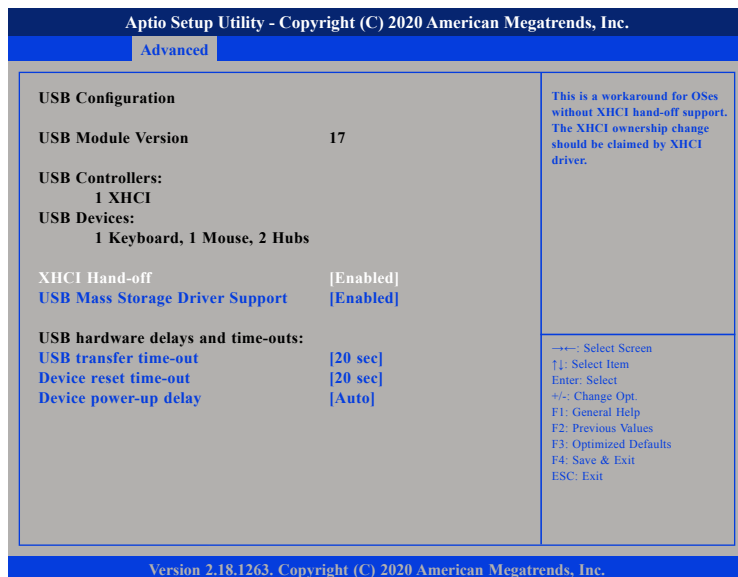 Aptio Setup Utility - Copyright (C) 2020 American Megatrends, Inc.
Advanced
USB Configuration
USB Module Version 17
USB Controllers:
1 XHCI
USB Devices:
1 Keyboard, 1 Mouse, 2 Hubs
XHCI Hand-off [Enabled]
USB Mass Storage Driver Support [Enabled]
USB hardware delays and time-outs:
USB transfer time-out [20 sec]
Device reset time-out [20 sec]
Device power-up delay [Auto]
This is a workaround for OSes
without XHCI hand-off support.
The XHCI ownership change
should be claimed by XHCI
driver.
→←: Select Screen
↑↓: Select Item
Enter: Select
+/-: Change Opt.
F1: General Help
F2: Previous Values
F3: Optimized Defaults
F4: Save & Exit
ESC: Exit
Version 2.18.1263. Copyright (C) 2020 American Megatrends, Inc.